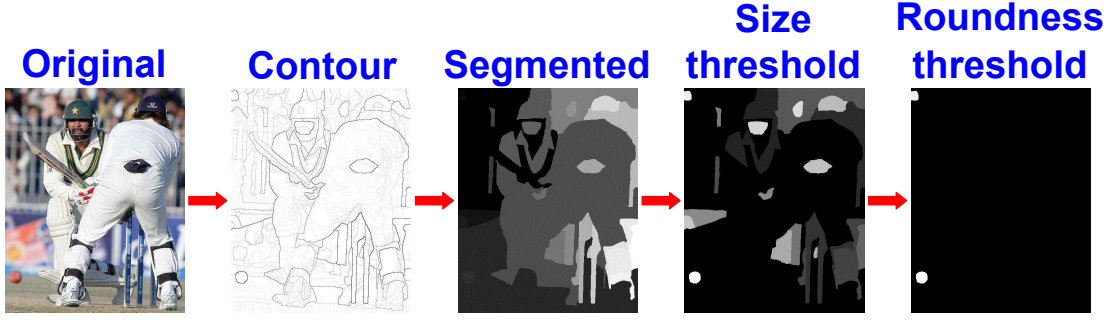 Original
Contour
Segmented
Size
threshold
Roundness
threshold